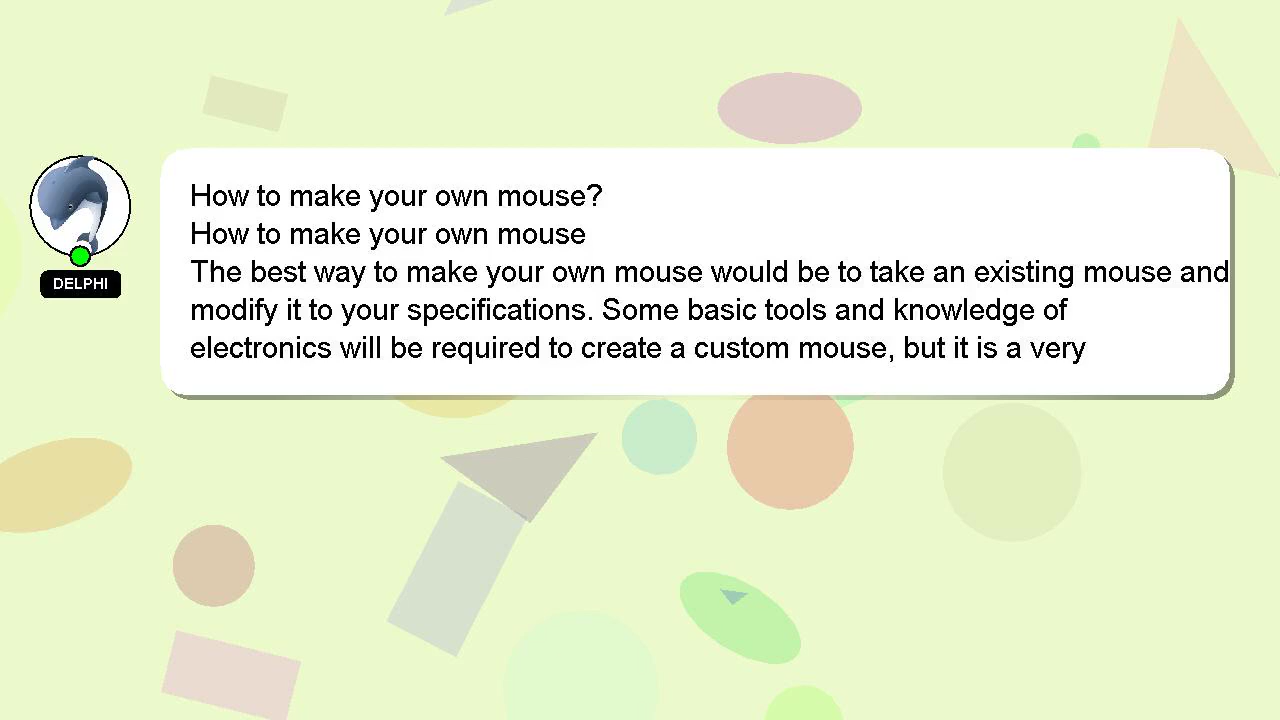 How to make your own mouse?
How to make your own mouse
The best way to make your own mouse would be to take an existing mouse and
modify it to your specifications. Some basic tools and knowledge of
electronics will be required to create a custom mouse, but it is a very
DELPHI